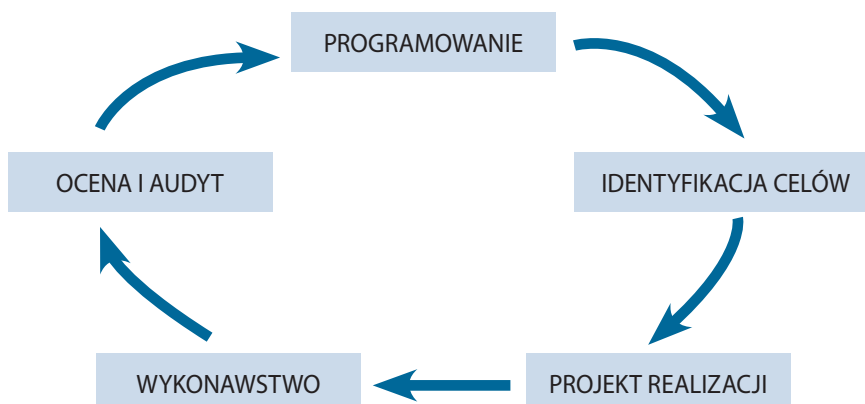 PROGRAMOWANIE
IDENTYFIKACJA CELÓW
PROJEKT REALIZACJI
WYKONAWSTWO
OCENA I AUDYT